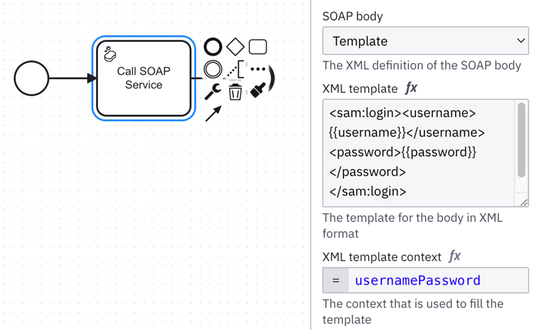 Call SOAP
Service
SOAP body
Template
The XML definition of the SOAP body
XML template fx
<sam:login><username>
{{username}}</username>
<password>{{password}}
</password>
</sam:login>
The template for the body in XML
format
XML template context fx
= usernamePassword
The context that is used to fill the
template